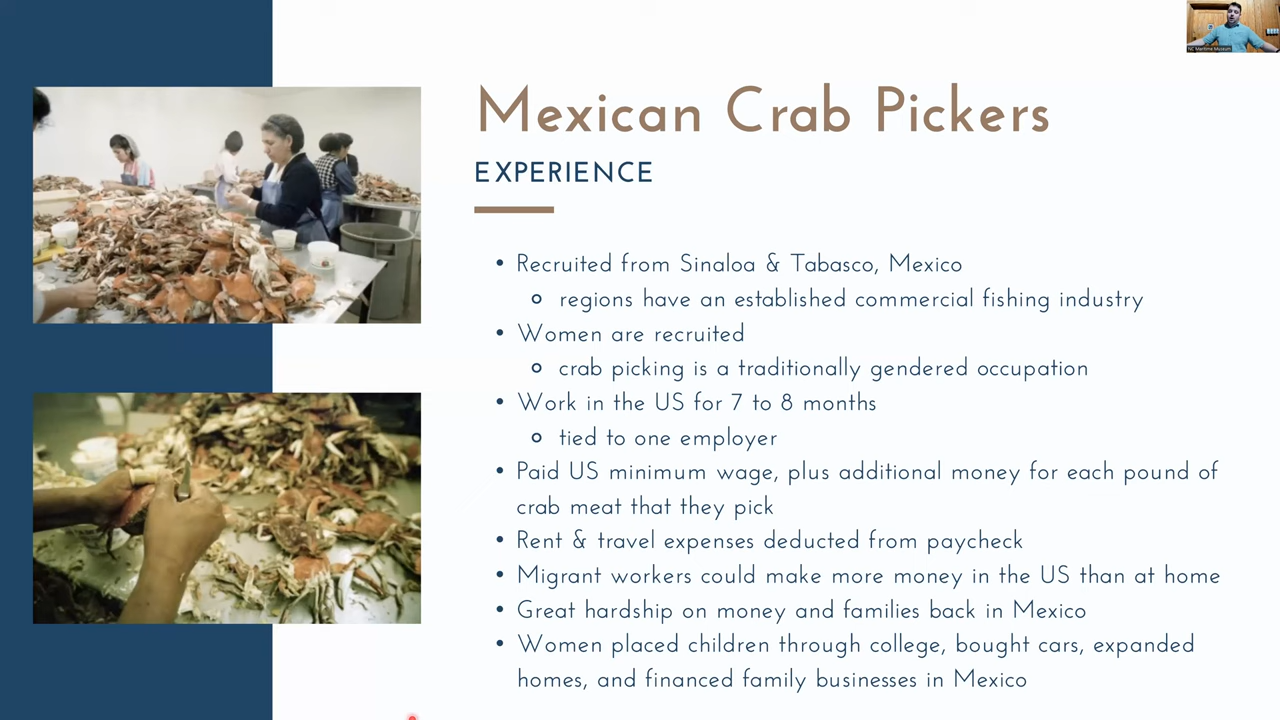 NC Maritime Museum
Mexican Crab Pickers
EXPERIENCE
• Recruited from Sinaloa & Tabasco, Mexico
o regions have an established commercial fishing industry
• Women are recruited
o crab picking is a traditionally gendered occupation
• Work in the US for 7 to 8 months
o tied to one employer
• Paid US minimum wage, plus additional money for each pound of
crab meat that they pick
• Rent & travel expenses deducted from paycheck
• Migrant workers could make more money in the US than at home
• Great hardship on money and families back in Mexico
• Women placed children through college, bought cars, expanded
homes, and financed family businesses in Mexico